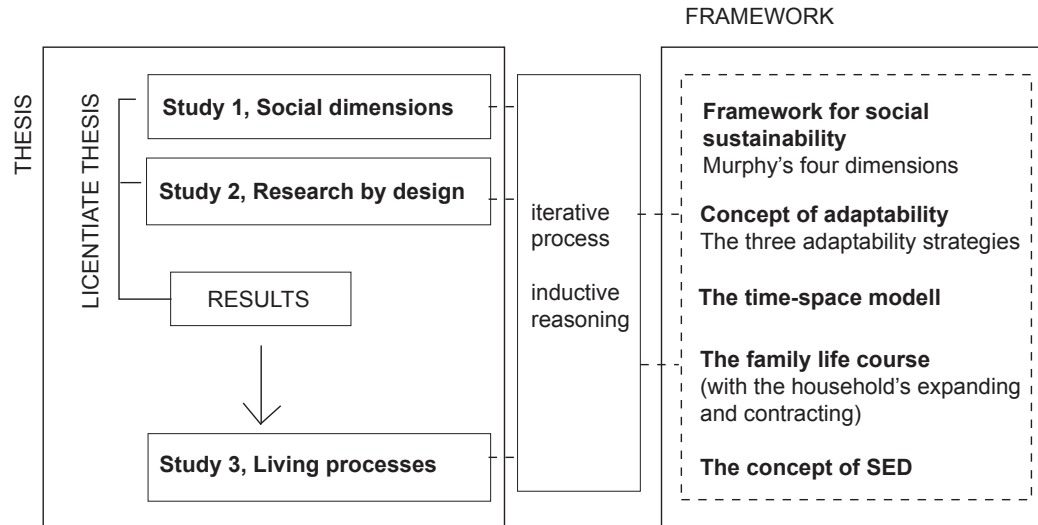 FRAMEWORK
THESIS
LICENTIATE THESIS
Study 1, Social dimensions
Study 2, Research by design
RESULTS
Study 3, Living processes
iterative
process
inductive
reasoning
Framework for social
sustainability
Murphy's four dimensions
Concept of adaptability
The three adaptability strategies
The time-space modell
The family life course
(with the household's expanding
and contracting)
The concept of SED